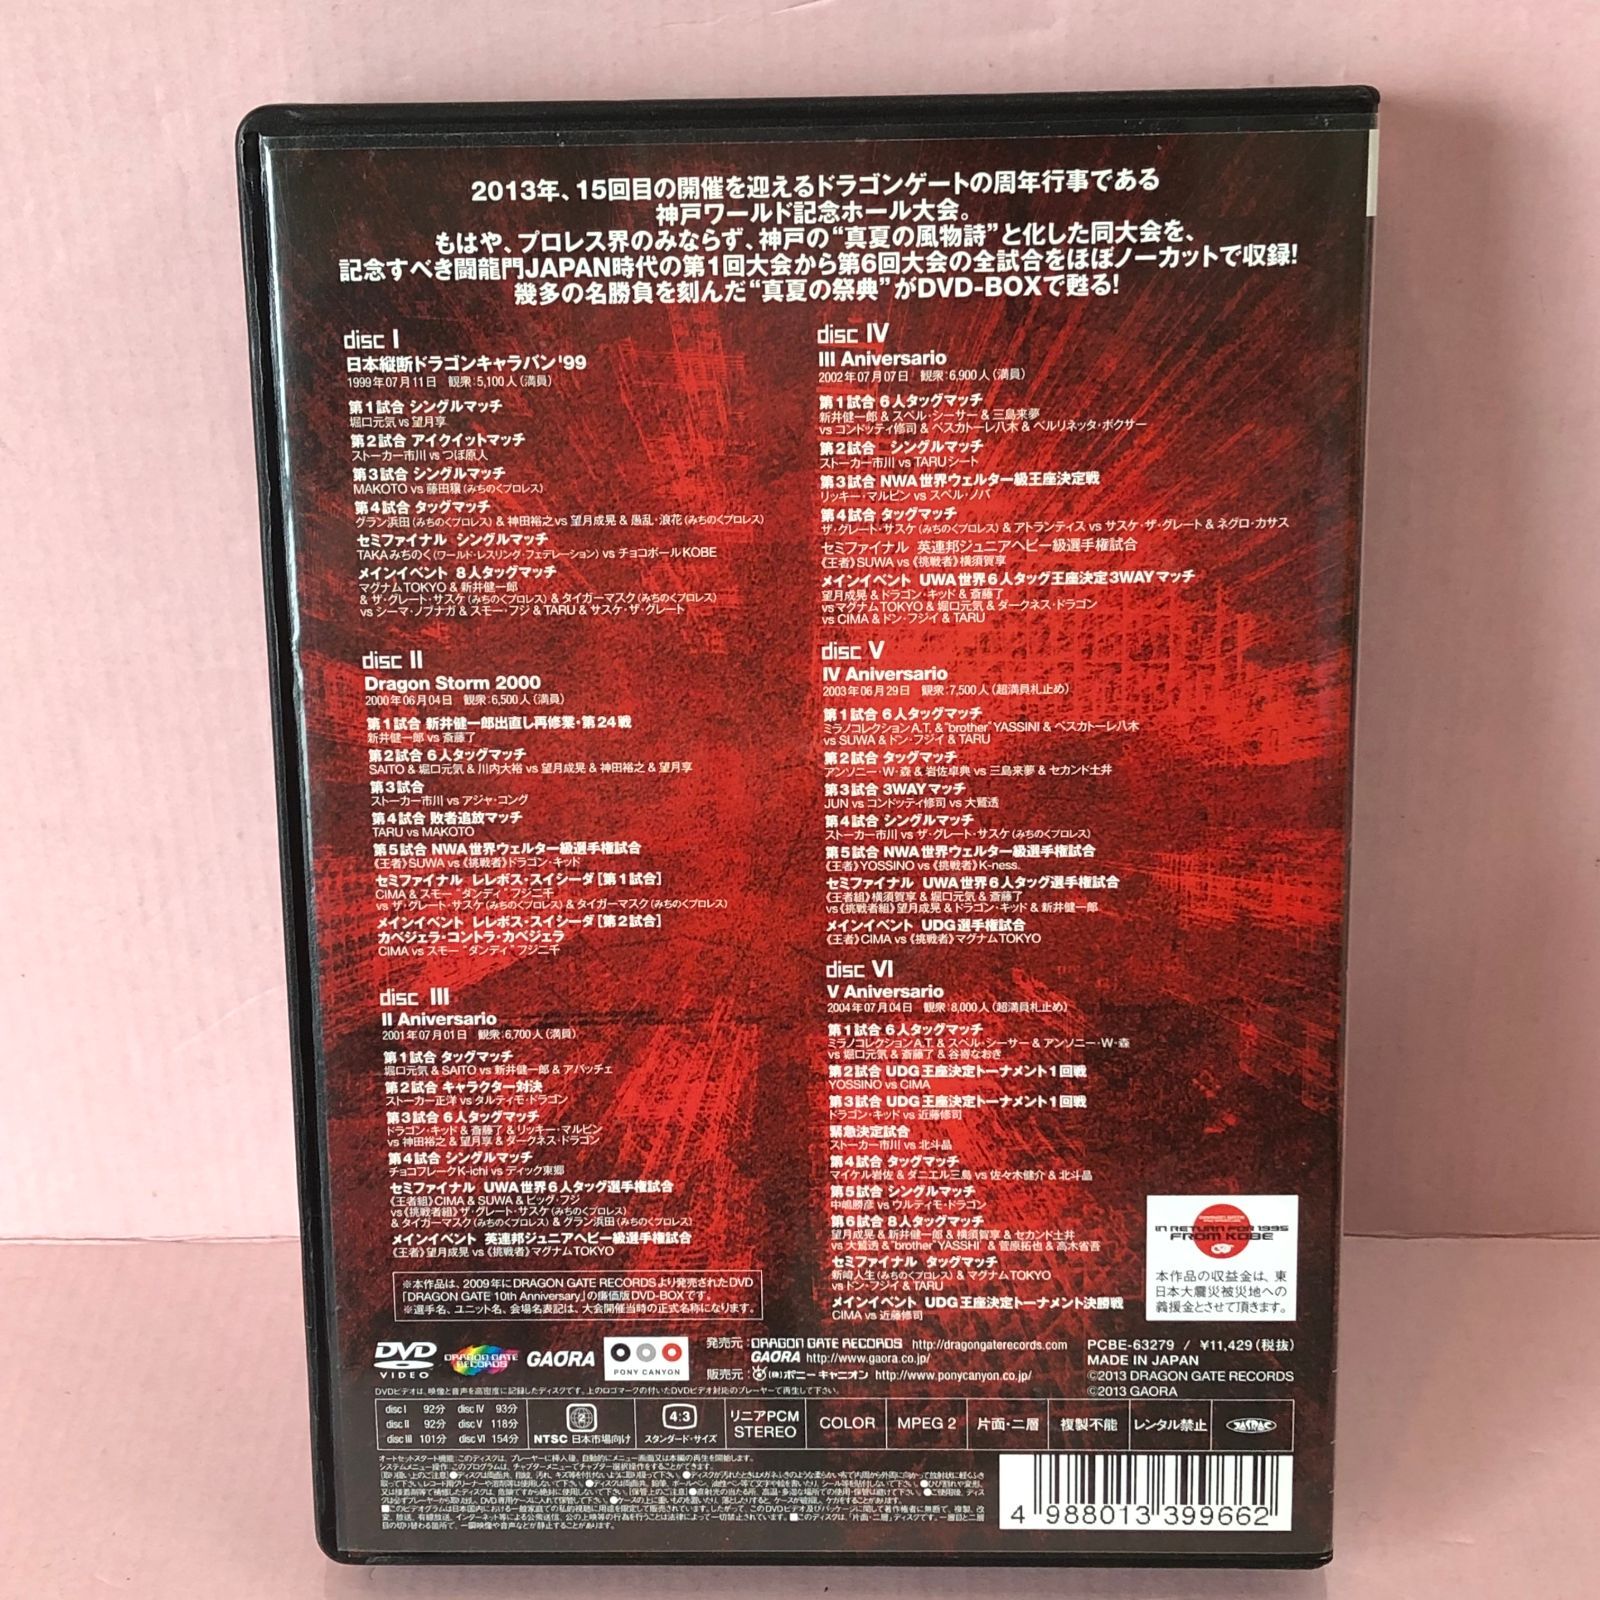 2013年、15回目の開催を迎えるドラゴンゲートの周年行事である
神戸ワールド記念ホール大会。
もはや、プロレス界のみならず、神戸の“真夏の風物詩”と化した同大会を、
記念すべき闘龍門JAPAN時代の第1回大会から第6回大会の全試合をほぼノーカットで収録!
幾多の名勝負を刻んだ“真夏の祭典”がDVD-BOXで甦る!
disc I
日本縦断ドラゴンキャラバン'99
1999年07月11日 観衆:5,100人(満員)
第1試合 シングルマッチ
堀口元気 vs 望月享
第2試合 アイクイットマッチ
ストーカー市川 vs つぼ原人
第3試合 シングルマッチ
MAKOTO vs 藤田穣(みちのくプロレス)
第4試合 タッグマッチ
グラン浜田(みちのくプロレス) & 神田裕之 vs 望月成晃 & 愚乱・浪花(みちのくプロレス)
セミファイナル シングルマッチ
TAKAみちのく(ワールド・レスリング・フェデレーション) vs チョコボールKOBE
メインイベント 8人タッグマッチ
マグナムTOKYO & 新井健一郎
& ザ・グレート・サスケ(みちのくプロレス) & タイガーマスク(みちのくプロレス)
vs シーマ・ノブナガ & スモー・フジ & TARU & サスケ・ザ・グレート
disc II
Dragon Storm 2000
2000年06月04日 観衆:6,500人(満員)
第1試合 新井健一郎出直し再修業・第24戦
新井健一郎 vs 斎藤了
第2試合 6人タッグマッチ
SAITO & 堀口元気 & 川内大裕 vs 望月成晃 & 神田裕之 & 望月享
第3試合
ストーカー市川 vs アジャ・コング
第4試合 敗者追放マッチ
TARU vs MAKOTO
第5試合 NWA世界ウェルター級選手権試合
《王者》SUWA vs 《挑戦者》ドラゴン・キッド
セミファイナル レレボス・スイシーダ[第1試合]
CIMA & スモー“ダンディ”フジ二千
vs ザ・グレート・サスケ(みちのくプロレス) & タイガーマスク(みちのくプロレス)
メインイベント レレボス・スイシーダ[第2試合]
カベジェラ・コントラ・カベジェラ
CIMA vs スモー“ダンディ”フジ二千
disc III
II Aniversario
2001年07月01日 観衆:6,700人(満員)
第1試合 タッグマッチ
堀口元気 & SAITO vs 新井健一郎 & アパッチェ
第2試合 キャラクター対決
ストーカー正洋 vs タルティモ・ドラゴン
第3試合 6人タッグマッチ
ドラゴン・キッド & 斎藤了 & リッキー・マルビン
vs 神田裕之 & 望月享 & ダークネス・ドラゴン
第4試合 シングルマッチ
チョコフレークK-ichi vs ディック東郷
セミファイナル UWA世界6人タッグ選手権試合
《王者組》CIMA & SUWA & ビッグ・フジ
vs《挑戦者組》ザ・グレート・サスケ(みちのくプロレス)
& タイガーマスク(みちのくプロレス) & グラン浜田(みちのくプロレス)
メインイベント 英連邦ジュニアヘビー級選手権試合
《王者》望月成晃 vs 《挑戦者》マグナムTOKYO
※本作品は、2009年にDRAGON GATE RECORDSより発売されたDVD
「DRAGON GATE 10th Anniversary」の廉価版DVD-BOXです。
※選手名、ユニット名、会場名表記は、大会開催当時の正式名称になります。
disc IV
III Aniversario
2002年07月07日 観衆:6,900人(満員)
第1試合 6人タッグマッチ
新井健一郎 & スペル・シーサー & 三島来夢
vs コンドッティ修司 & ペスカトーレ八木 & ベルリネッタ・ボクサー
第2試合 シングルマッチ
ストーカー市川 vs TARUシート
第3試合 NWA世界ウェルター級王座決定戦
リッキー・マルビン vs スペル・ノバ
第4試合 タッグマッチ
ザ・グレート・サスケ(みちのくプロレス) & アトランティス vs サスケ・ザ・グレート & ネグロ・カサス
セミファイナル 英連邦ジュニアヘビー級選手権試合
《王者》SUWA vs 《挑戦者》横須賀享
メインイベント UWA世界6人タッグ王座決定3WAYマッチ
望月成晃 & ドラゴン・キッド & 斎藤了
vs マグナムTOKYO & 堀口元気 & ダークネス・ドラゴン
vs CIMA & ドン・フジイ & TARU
disc V
IV Aniversario
2003年06月29日 観衆:7,500人(超満員札止め)
第1試合 6人タッグマッチ
ミラノコレクションA.T. & “brother”YASSINI & ペスカトーレ八木
vs SUWA & ドン・フジイ & TARU
第2試合 タッグマッチ
アンソニー・W・森 & 岩佐卓典 vs 三島来夢 & セカンド土井
第3試合 3WAYマッチ
JUN vs コンドッティ修司 vs 大鷲透
第4試合 シングルマッチ
ストーカー市川 vs ザ・グレート・サスケ(みちのくプロレス)
第5試合 NWA世界ウェルター級選手権試合
《王者》YOSSINO vs 《挑戦者》K-ness.
セミファイナル UWA世界6人タッグ選手権試合
《王者組》横須賀享 & 堀口元気 & 斎藤了
vs《挑戦者組》望月成晃 & ドラゴン・キッド & 新井健一郎
メインイベント UDG選手権試合
《王者》CIMA vs 《挑戦者》マグナムTOKYO
disc VI
V Aniversario
2004年07月04日 観衆:8,000人(超満員札止め)
第1試合 6人タッグマッチ
ミラノコレクションA.T. & スペル・シーサー & アンソニー・W・森
vs 堀口元気 & 斎藤了 & 谷嵜なおき
第2試合 UDG王座決定トーナメント1回戦
YOSSINO vs CIMA
第3試合 UDG王座決定トーナメント1回戦
ドラゴン・キッド vs 近藤修司
緊急決定試合
ストーカー市川 vs 北斗晶
第4試合 タッグマッチ
マイケル岩佐 & ダニエル三島 vs 佐々木健介 & 北斗晶
第5試合 シングルマッチ
中嶋勝彦 vs ウルティモ・ドラゴン
第6試合 8人タッグマッチ
望月成晃 & 新井健一郎 & 横須賀享 & セカンド土井
vs 大鷲透 & “brother”YASSHI & 菅原拓也 & 高木省吾
セミファイナル タッグマッチ
新崎人生(みちのくプロレス) & マグナムTOKYO
vs ドン・フジイ & TARU
メインイベント UDG王座決定トーナメント決勝戦
CIMA vs 近藤修司
IN RETURN FOR 1995
FROM KOBE
本作品の収益金は、東
日本大震災被災地への
義援金とさせて頂きます。
DVD VIDEO
DRAGON GATE RECORDS
GAORA
PONY CANYON
発売元:DRAGON GATE RECORDS http://dragongaterecords.com
GAORA http://www.gaora.co.jp/
販売元:(株)ポニーキャニオン http://www.ponycanyon.co.jp/
PCBE-63279 / ¥11,429(税抜)
MADE IN JAPAN
©2013 DRAGON GATE RECORDS
©2013 GAORA
DVDビデオは、映像と音声を高密度に記録したディスクです。上のロゴマークの付いたDVDビデオ対応のプレーヤーで再生して下さい。
disc I 92分 disc IV 93分
disc II 92分 disc V 118分
disc III 101分 disc VI 154分
2
NTSC 日本市場向け
4:3
スタンダード・サイズ
リニアPCM
STEREO
COLOR
MPEG 2
片面・二層
複製不能
レンタル禁止
JASRAC
4 988013 399662